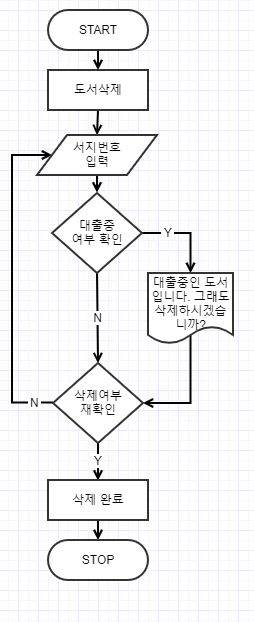 START
도서삭제
서지번호
입력
대출중
여부 확인
Y
대출중인 도서
입니다. 그래도
삭제하시겠습
니까?
N
삭제여부
재확인
N
Y
삭제 완료
STOP